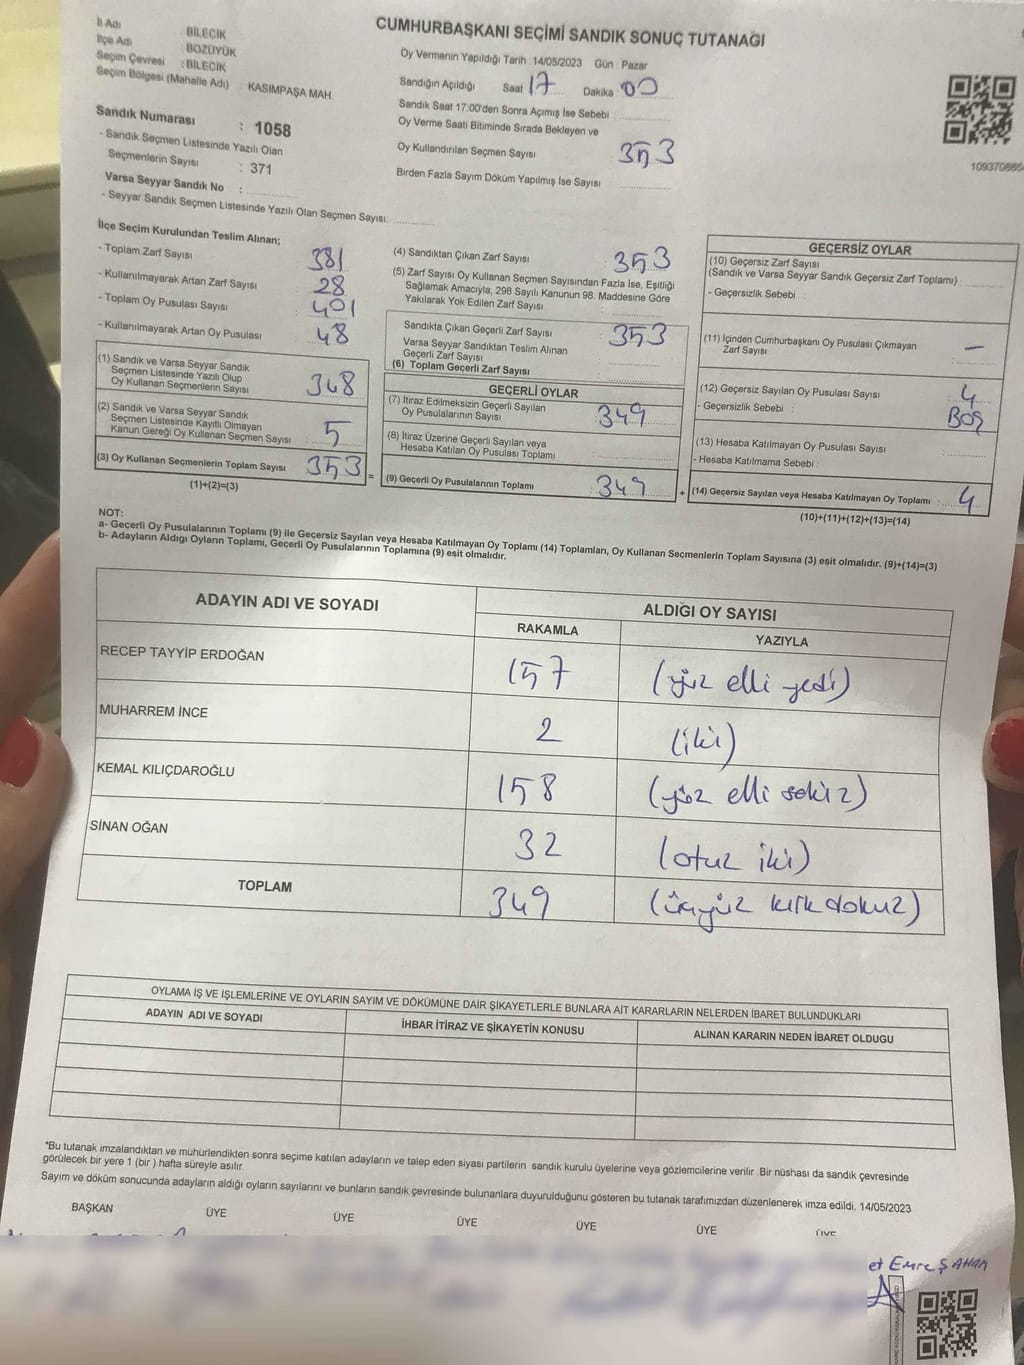 CUMHURBAŞKANI SEÇİMİ SANDIK SONUÇ TUTANAĞI
İl Adı : BİLECİK
İlçe Adı : BOZÜYÜK
Seçim Çevresi : BİLECİK
Seçim Bölgesi (Mahalle Adı) : KASIMPAŞA MAH.
Sandık Numarası : 1058
- Sandık Seçmen Listesinde Yazılı Olan
Seçmenlerin Sayısı : 371
Varsa Seyyar Sandık No :
- Seyyar Sandık Seçmen Listesinde Yazılı Olan Seçmen Sayısı:
Oy Vermenin Yapıldığı Tarih : 14/05/2023 Gün : Pazar
Sandığın Açıldığı Saat 17 Dakika 00
Sandık Saat 17:00'den Sonra Açımış İse Sebebi :
Oy Verme Saati Bitiminde Sırada Bekleyen ve
Oy Kullandırılan Seçmen Sayısı 353
Birden Fazla Sayım Döküm Yapılmış İse Sayısı
109370665
İlçe Seçim Kurulundan Teslim Alınan;
- Toplam Zarf Sayısı 381
- Kullanılmayarak Artan Zarf Sayısı 28
- Toplam Oy Pusulası Sayısı 401
- Kullanılmayarak Artan Oy Pusulası : 48
(1) Sandık ve Varsa Seyyar Sandık
Seçmen Listesinde Yazılı Olup
Oy Kullanan Seçmenlerin Sayısı 348
(2) Sandık ve Varsa Seyyar Sandık
Seçmen Listesinde Kayıtlı Olmayan
Kanun Gereği Oy Kullanan Seçmen Sayısı 5
(3) Oy Kullanan Seçmenlerin Toplam Sayısı 353
(1)+(2)=(3)
(4) Sandıktan Çıkan Zarf Sayısı : 353
(5) Zarf Sayısı Oy Kullanan Seçmen Sayısından Fazla İse, Eşitliği
Sağlamak Amacıyla, 298 Sayılı Kanunun 98. Maddesine Göre
Yakılarak Yok Edilen Zarf Sayısı :
Sandıkta Çıkan Geçerli Zarf Sayısı : 353
Varsa Seyyar Sandıktan Teslim Alınan
Geçerli Zarf Sayısı :
(6) Toplam Geçerli Zarf Sayısı :
GEÇERLİ OYLAR
(7) İtiraz Edilmeksizin Geçerli Sayılan
Oy Pusulalarının Sayısı : 349
(8) İtiraz Üzerine Geçerli Sayılan veya
Hesaba Katılan Oy Pusulası Toplamı :
= (9) Geçerli Oy Pusulalarının Toplamı : 349
GEÇERSİZ OYLAR
(10) Geçersiz Zarf Sayısı
(Sandık ve Varsa Seyyar Sandık Geçersiz Zarf Toplamı) :
- Geçersizlik Sebebi :
(11) İçinden Cumhurbaşkanı Oy Pusulası Çıkmayan
Zarf Sayısı : —
(12) Geçersiz Sayılan Oy Pusulası Sayısı : 4
- Geçersizlik Sebebi : BOŞ
(13) Hesaba Katılmayan Oy Pusulası Sayısı :
- Hesaba Katılmama Sebebi :
+ (14) Geçersiz Sayılan veya Hesaba Katılmayan Oy Toplamı : 4
(10)+(11)+(12)+(13)=(14)
NOT:
a- Geçerli Oy Pusulalarının Toplamı (9) ile Geçersiz Sayılan veya Hesaba Katılmayan Oy Toplamı (14) Toplamları, Oy Kullanan Seçmenlerin Toplam Sayısına (3) eşit olmalıdır. (9)+(14)=(3)
b- Adayların Aldığı Oyların Toplamı, Geçerli Oy Pusulalarının Toplamına (9) eşit olmalıdır.
ADAYIN ADI VE SOYADI ALDIĞI OY SAYISI
RAKAMLA YAZIYLA
RECEP TAYYİP ERDOĞAN 157 (yüz elli yedi)
MUHARREM İNCE 2 (iki)
KEMAL KILIÇDAROĞLU 158 (yüz elli sekiz)
SİNAN OĞAN 32 (otuz iki)
TOPLAM 349 (üçyüz kırk dokuz)
OYLAMA İŞ VE İŞLEMLERİNE VE OYLARIN SAYIM VE DÖKÜMÜNE DAİR ŞİKAYETLERLE BUNLARA AİT KARARLARIN NELERDEN İBARET BULUNDUKLARI
ADAYIN ADI VE SOYADI İHBAR İTİRAZ VE ŞİKAYETİN KONUSU ALINAN KARARIN NEDEN İBARET OLDUGU
*Bu tutanak imzalandıktan ve mühürlendikten sonra seçime katılan adayların ve talep eden siyasi partilerin sandık kurulu üyelerine veya gözlemcilerine verilir. Bir nüshası da sandık çevresinde
görülecek bir yere 1 (bir ) hafta süreyle asılır.
Sayım ve döküm sonucunda adayların aldığı oyların sayılarını ve bunların sandık çevresinde bulunanlara duyurulduğunu gösteren bu tutanak tarafımızdan düzenlenerek imza edildi. 14/05/2023
BAŞKAN ÜYE ÜYE ÜYE ÜYE ÜYE ÜYE
et Emre ŞAHAN